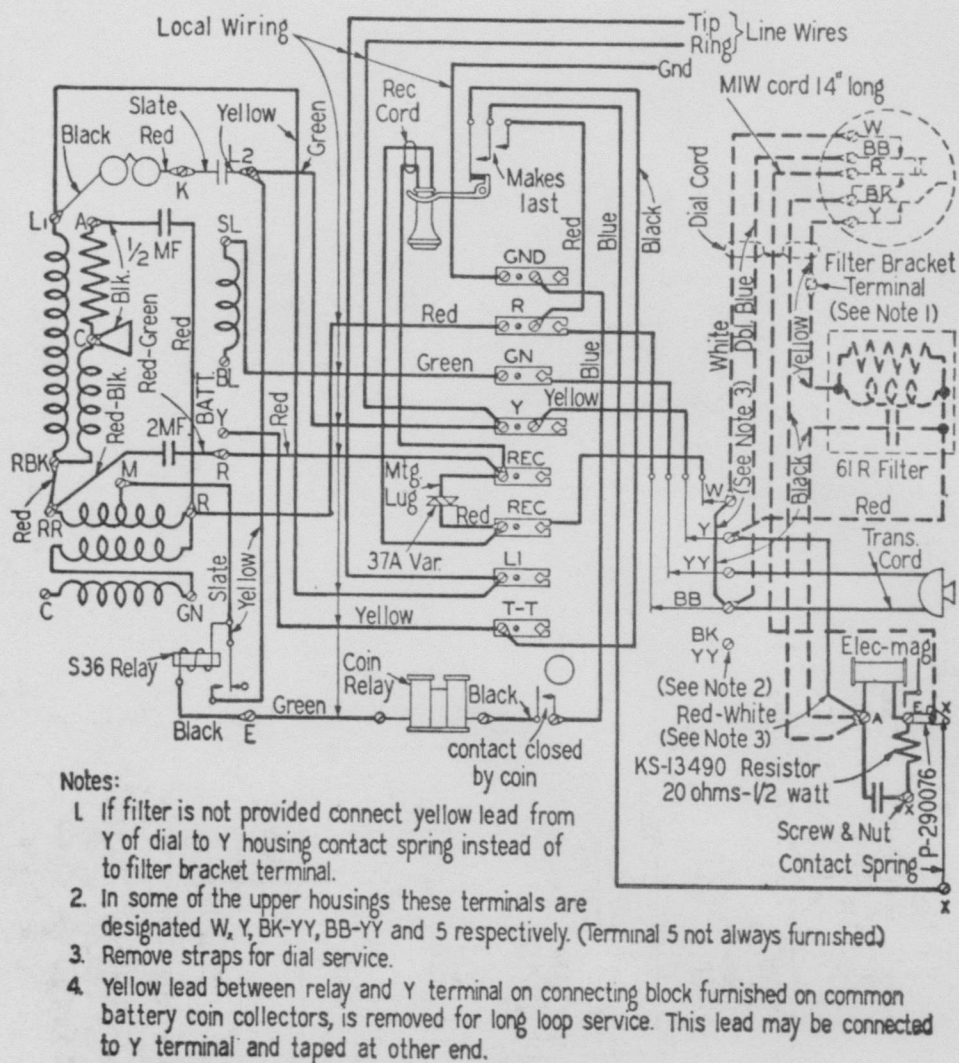 Local Wiring
Tip
Ring
Line Wires
Gnd
MIW cord 14" long
Slate
Red
Yellow
Green
Rec
Cord
Black
L2
K
Makes
last
W
BB
R
BR
Y
Dial Cord
Red
Blue
Black
L1
A
1/2 MF
SL
GND
Blk.
Filter Bracket
Terminal
(See Note 1)
Dbl Blue
White
Yellow
Red
R
C
Red-Green
Red
Green
GN
Blue
BL
BATT.
Red-Blk.
Y
Yellow
Y
(See Note 3)
2MF.
Red
RBK
M
R
Mtg.
Lug
REC
Black
61R Filter
W
Red
REC
Y
Red
Red
RR
R
37A Var.
YY
Trans.
Cord
L1
BB
Slate
Yellow
C
GN
Yellow
T-T
BK
YY
Elec-mag
S36 Relay
Coin
Relay
(See Note 2)
Red-White
(See Note 3)
A
E
X
Black
E
Green
Black
contact closed
by coin
KS-13490 Resistor
20 ohms-1/2 watt
X
P-290076
Screw & Nut
Contact Spring
X
Notes:
1. If filter is not provided connect yellow lead from
Y of dial to Y housing contact spring instead of
to filter bracket terminal.
2. In some of the upper housings these terminals are
designated W, Y, BK-YY, BB-YY and 5 respectively. (Terminal 5 not always furnished)
3. Remove straps for dial service.
4. Yellow lead between relay and Y terminal on connecting block furnished on common
battery coin collectors, is removed for long loop service. This lead may be connected
to Y terminal and taped at other end.